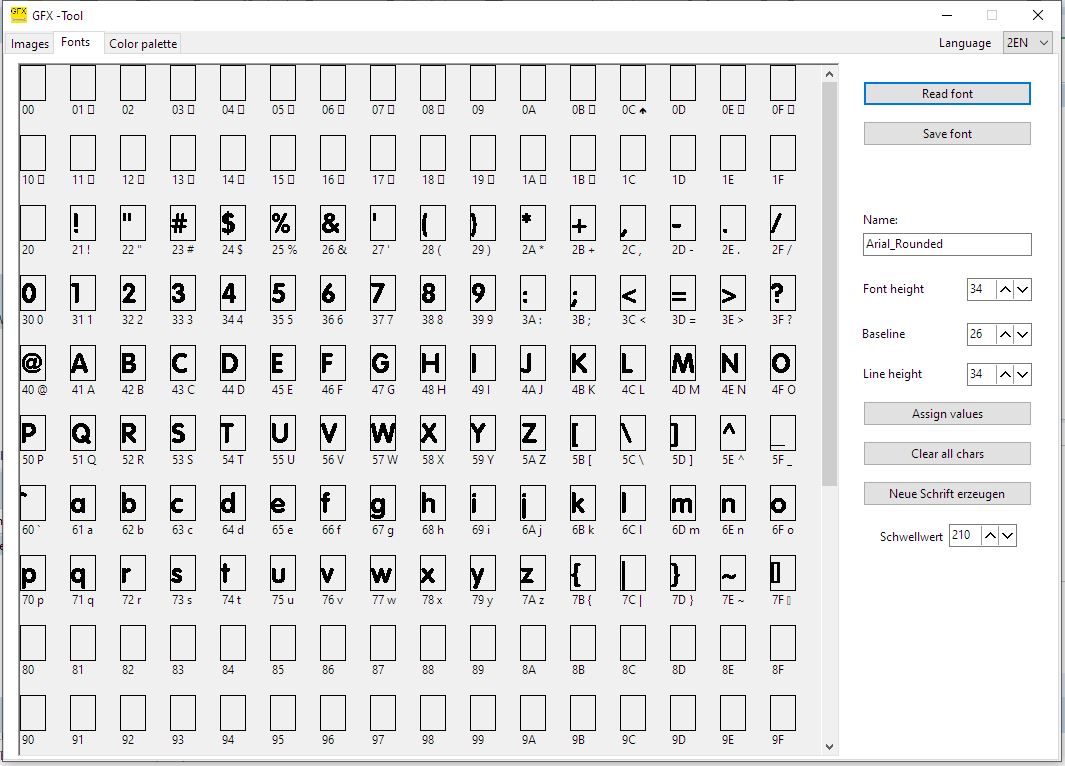 GFX -Tool
Images Fonts Color palette Language 2EN
00 01 02 03 04 05 06 07 08 09 0A 0B 0C ♠ 0D 0E 0F
Read font
Save font
10 11 12 13 14 15 16 17 18 19 1A 1B 1C 1D 1E 1F
! " # $ % & ' ( ) * + , - . /
20 21 ! 22 " 23 # 24 $ 25 % 26 & 27 ' 28 ( 29 ) 2A * 2B + 2C , 2D - 2E . 2F /
Name:
Arial_Rounded
0 1 2 3 4 5 6 7 8 9 : ; < = > ?
30 0 31 1 32 2 33 3 34 4 35 5 36 6 37 7 38 8 39 9 3A : 3B ; 3C < 3D = 3E > 3F ?
Font height 34
Baseline 26
@ A B C D E F G H I J K L M N O
40 @ 41 A 42 B 43 C 44 D 45 E 46 F 47 G 48 H 49 I 4A J 4B K 4C L 4D M 4E N 4F O
Line height 34
Assign values
P Q R S T U V W X Y Z [ \ ] ^ _
50 P 51 Q 52 R 53 S 54 T 55 U 56 V 57 W 58 X 59 Y 5A Z 5B [ 5C \ 5D ] 5E ^ 5F _
Clear all chars
Neue Schrift erzeugen
` a b c d e f g h i j k l m n o
60 ` 61 a 62 b 63 c 64 d 65 e 66 f 67 g 68 h 69 i 6A j 6B k 6C l 6D m 6E n 6F o
Schwellwert 210
p q r s t u v w x y z { | } ~ ▯
70 p 71 q 72 r 73 s 74 t 75 u 76 v 77 w 78 x 79 y 7A z 7B { 7C | 7D } 7E ~ 7F ▯
80 81 82 83 84 85 86 87 88 89 8A 8B 8C 8D 8E 8F
90 91 92 93 94 95 96 97 98 99 9A 9B 9C 9D 9E 9F